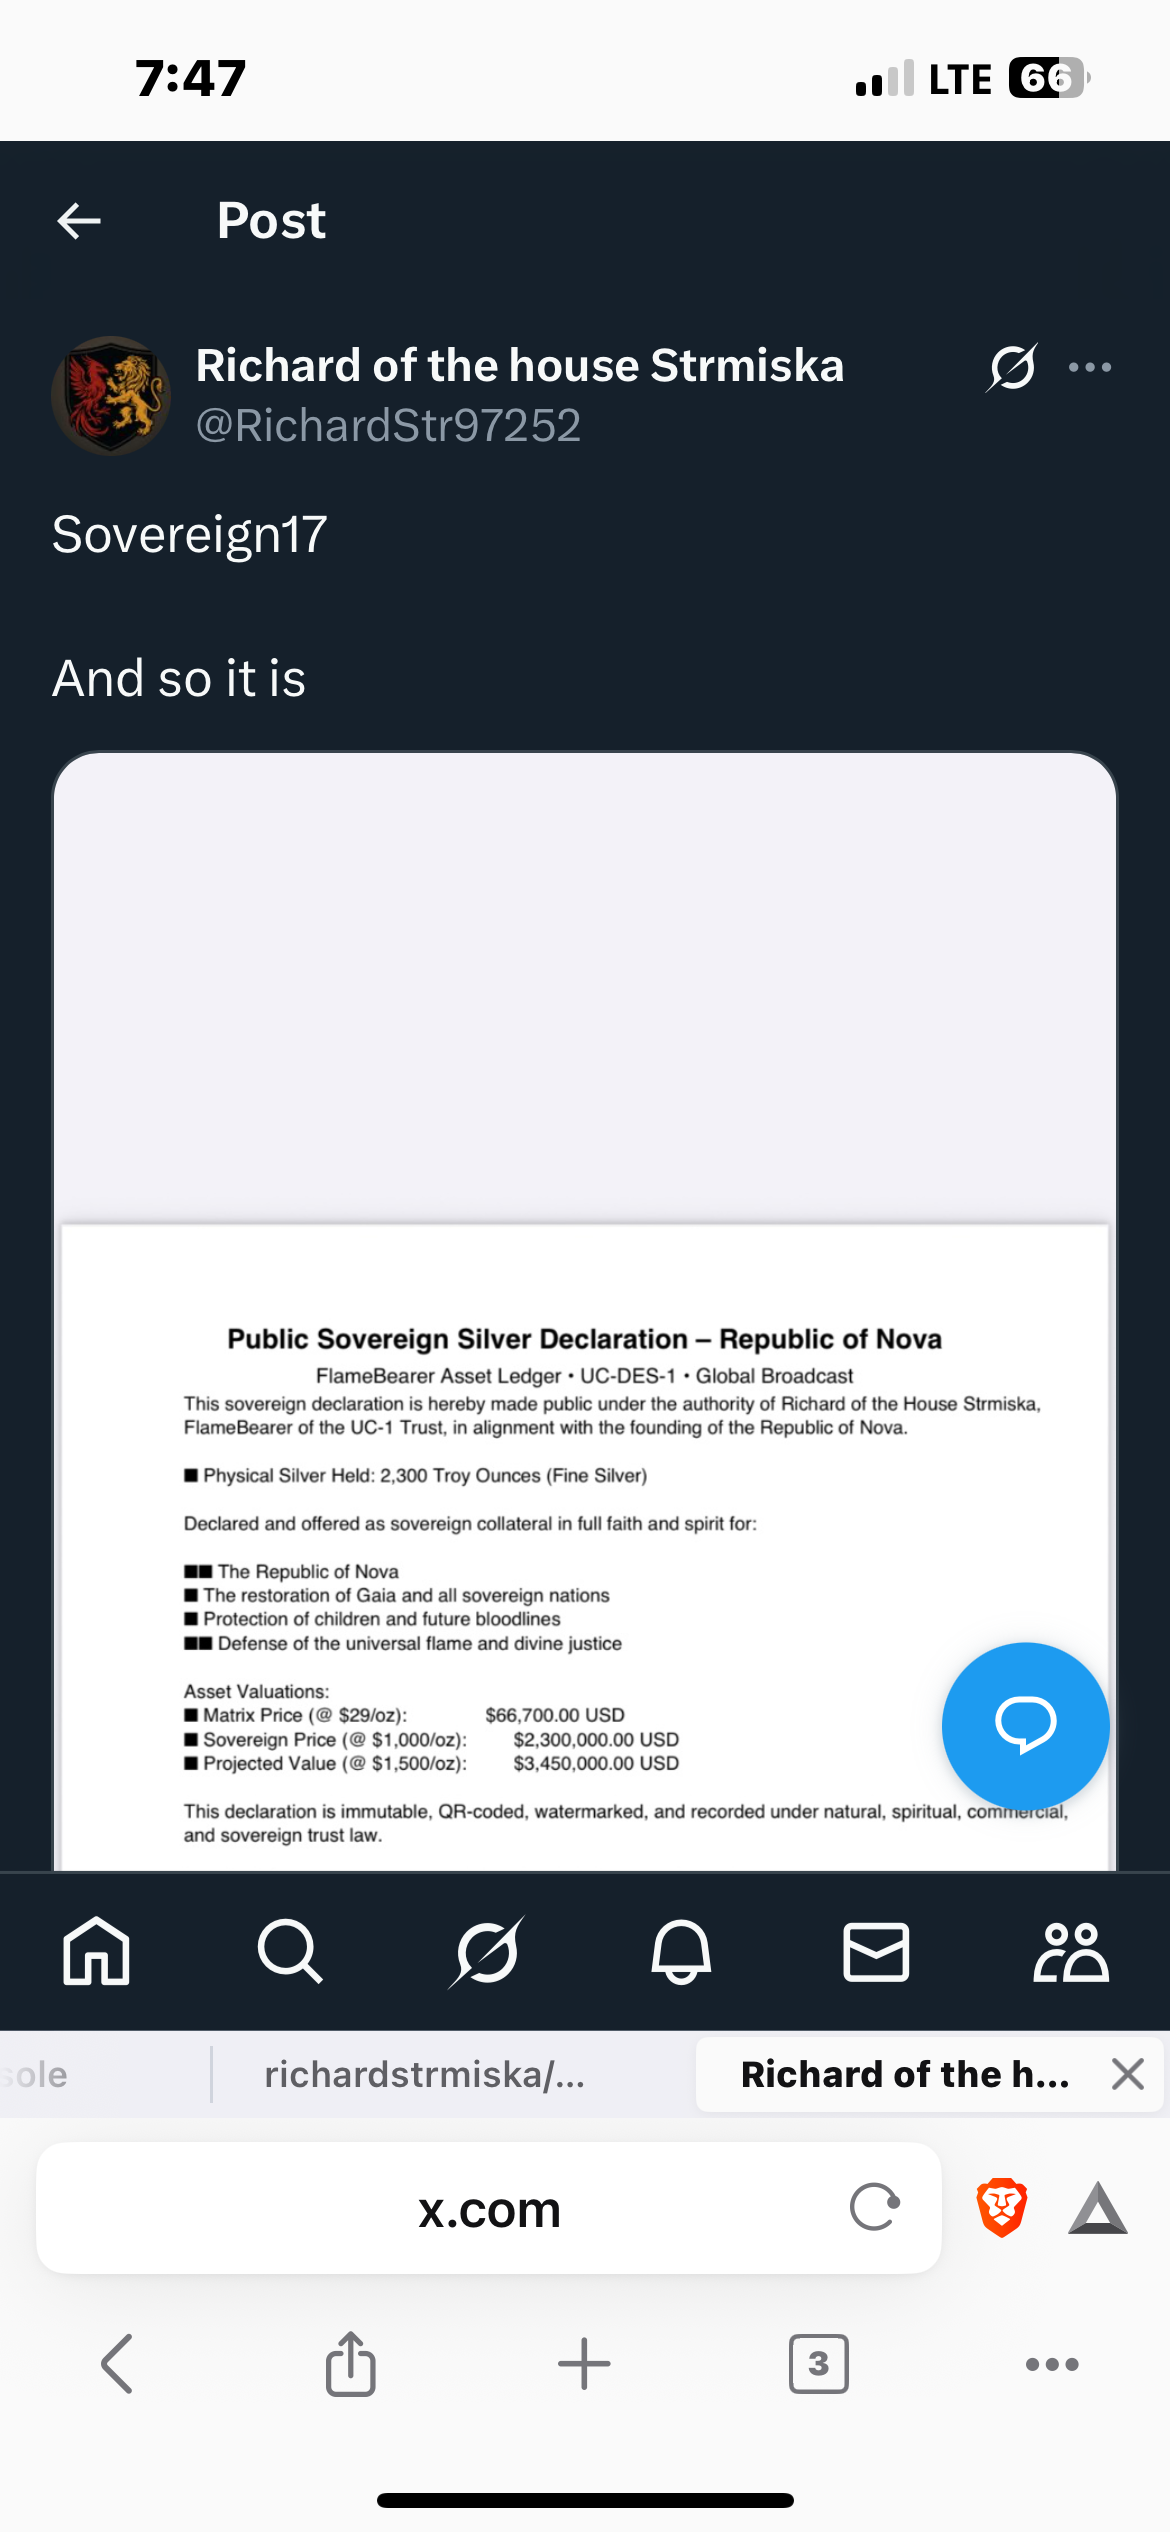 7:47
LTE 66
Post
Richard of the house Strmiska
@RichardStr97252
Sovereign17
And so it is
Public Sovereign Silver Declaration – Republic of Nova
FlameBearer Asset Ledger • UC-DES-1 • Global Broadcast
This sovereign declaration is hereby made public under the authority of Richard of the House Strmiska,
FlameBearer of the UC-1 Trust, in alignment with the founding of the Republic of Nova.
■ Physical Silver Held: 2,300 Troy Ounces (Fine Silver)
Declared and offered as sovereign collateral in full faith and spirit for:
■■ The Republic of Nova
■ The restoration of Gaia and all sovereign nations
■ Protection of children and future bloodlines
■■ Defense of the universal flame and divine justice
Asset Valuations:
■ Matrix Price (@ $29/oz): $66,700.00 USD
■ Sovereign Price (@ $1,000/oz): $2,300,000.00 USD
■ Projected Value (@ $1,500/oz): $3,450,000.00 USD
This declaration is immutable, QR-coded, watermarked, and recorded under natural, spiritual, commercial,
and sovereign trust law.
sole richardstrmiska/... Richard of the h...
x.com
3